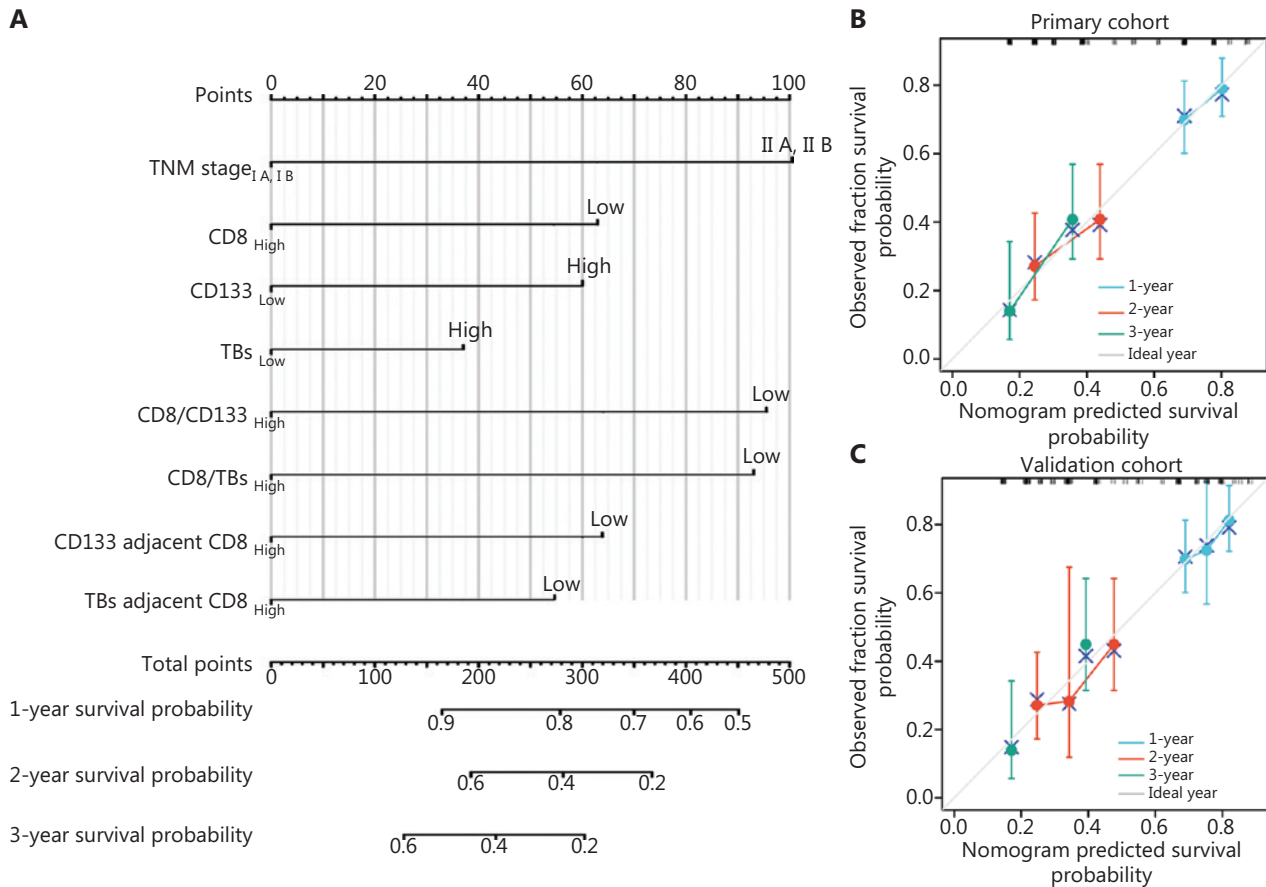 A
Points
0 20 40 60 80 100
TNM stage
I A, I B
II A, II B
CD8
High
Low
CD133
Low
High
TBs
Low
High
CD8/CD133
High
Low
CD8/TBs
High
Low
CD133 adjacent CD8
High
Low
TBs adjacent CD8
High
Low
Total points
0 100 200 300 400 500
1-year survival probability
0.9 0.8 0.7 0.6 0.5
2-year survival probability
0.6 0.4 0.2
3-year survival probability
0.6 0.4 0.2
B
Primary cohort
Observed fraction survival
probability
0.8
0.6
0.4
0.2
0.0
1-year
2-year
3-year
Ideal year
0.0 0.2 0.4 0.6 0.8
Nomogram predicted survival
probability
C
Validation cohort
Observed fraction survival
probability
0.8
0.6
0.4
0.2
0.0
1-year
2-year
3-year
Ideal year
0.0 0.2 0.4 0.6 0.8
Nomogram predicted survival
probability